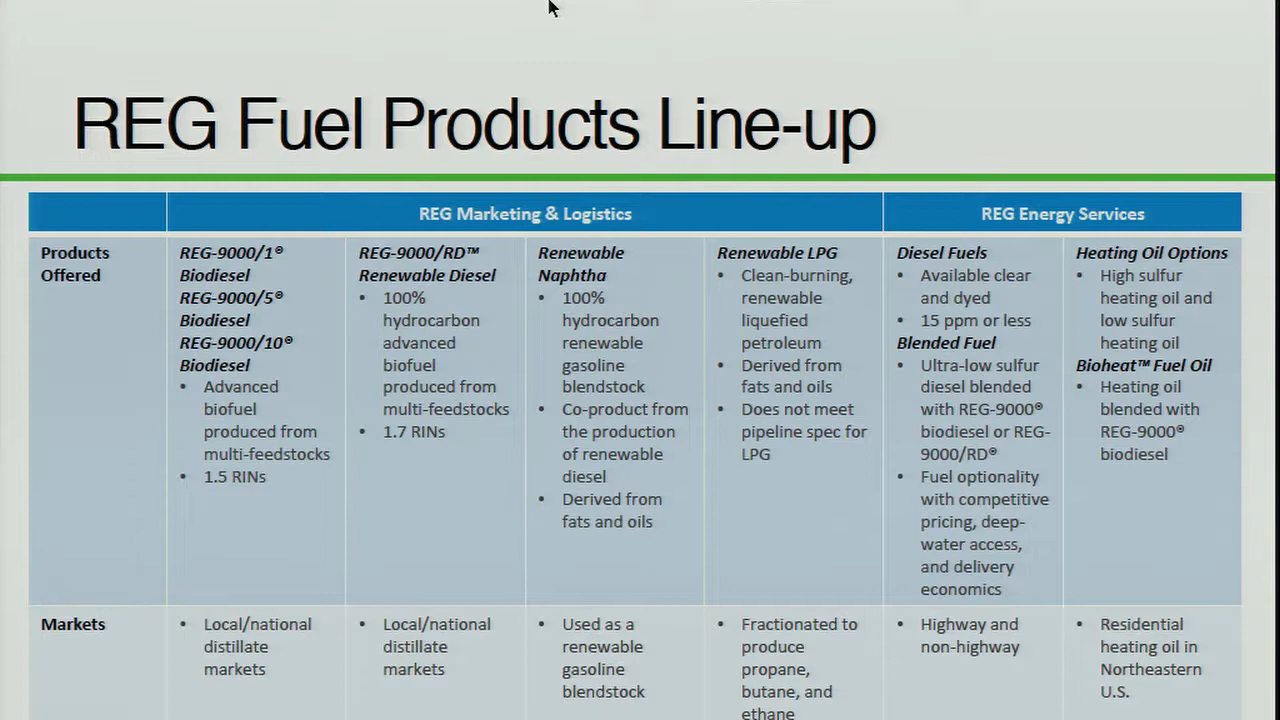 REG Fuel Products Line-up
REG Marketing & Logistics
REG Energy Services
Products
Offered
REG-9000/1®
Biodiesel
REG-9000/5®
Biodiesel
REG-9000/10®
Biodiesel
• Advanced
biofuel
produced from
multi-feedstocks
• 1.5 RINs
REG-9000/RD™
Renewable Diesel
• 100%
hydrocarbon
advanced
biofuel
produced from
multi-feedstocks
• 1.7 RINs
Renewable
Naphtha
• 100%
hydrocarbon
renewable
gasoline
blendstock
• Co-product from
the production
of renewable
diesel
• Derived from
fats and oils
Renewable LPG
• Clean-burning,
renewable
liquefied
petroleum
• Derived from
fats and oils
• Does not meet
pipeline spec for
LPG
Diesel Fuels
• Available clear
and dyed
• 15 ppm or less
Blended Fuel
• Ultra-low sulfur
diesel blended
with REG-9000®
biodiesel or REG-
9000/RD®
• Fuel optionality
with competitive
pricing, deep-
water access,
and delivery
economics
Heating Oil Options
• High sulfur
heating oil and
low sulfur
heating oil
Bioheat™ Fuel Oil
• Heating oil
blended with
REG-9000®
biodiesel
Markets
• Local/national
distillate
markets
• Local/national
distillate
markets
• Used as a
renewable
gasoline
blendstock
• Fractionated to
produce
propane,
butane, and
ethane
• Highway and
non-highway
• Residential
heating oil in
Northeastern
U.S.